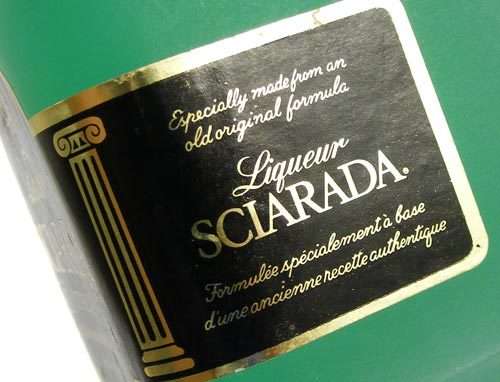 Especially made from an
old original formula
Liqueur
SCIARADA.
Formulée spécialement à base
d'une ancienne recette authentique